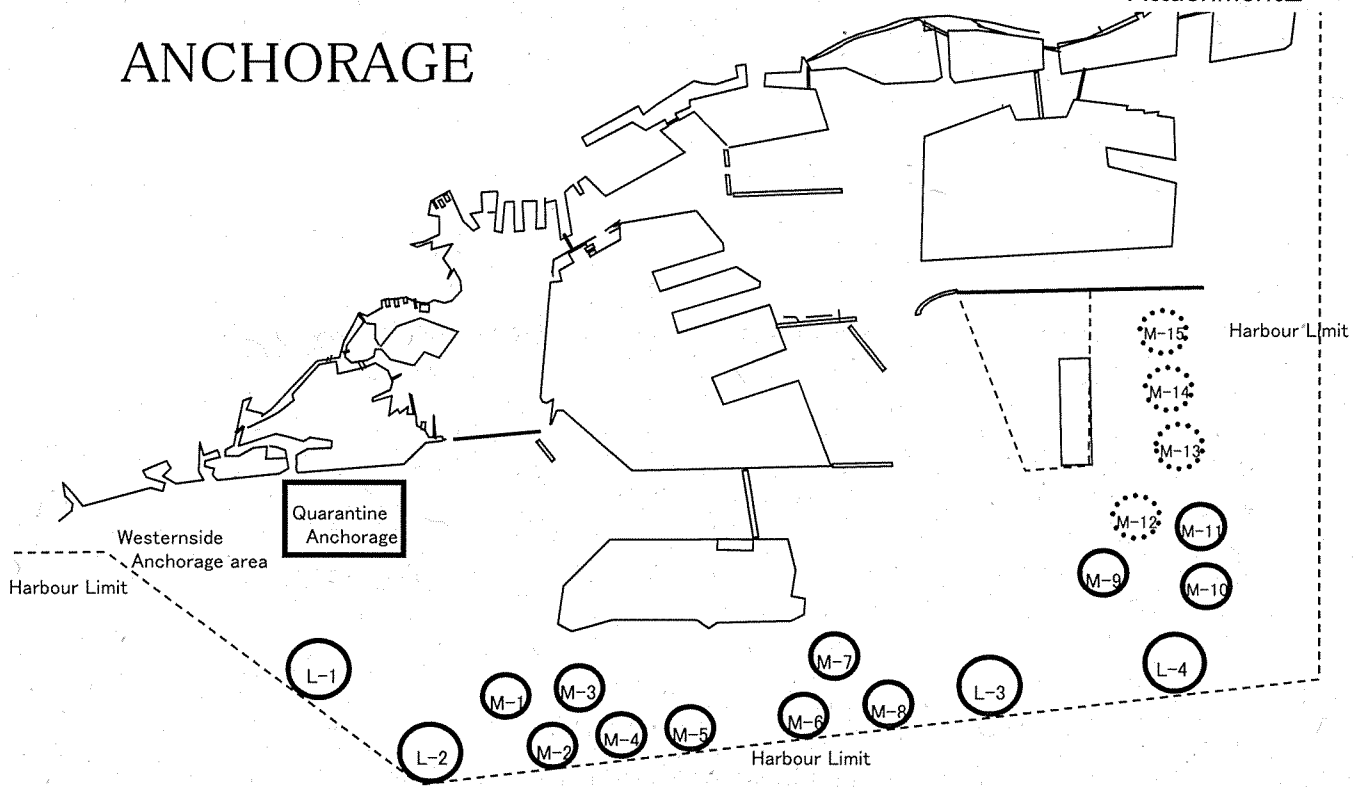 ANCHORAGE
M-15
Harbour Limit
M-14
M-13
Quarantine
Anchorage
M-12
M-11
Westernside
Anchorage area
Harbour Limit
M-9
M-10
L-1
M-1
M-3
M-7
L-3
L-4
L-2
M-2
M-4
M-5
M-6
M-8
Harbour Limit